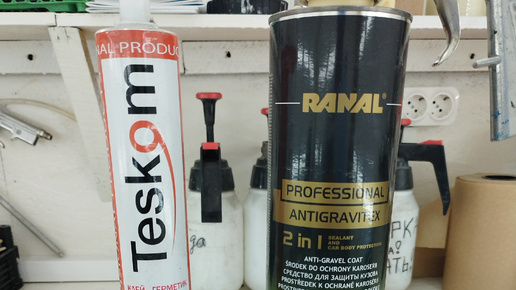 NAL PRODUC
Teskom
КЛЕЙ - ГЕРМЕТИК
RANAL®
PROFESSIONAL
ANTIGRAVITEX
2 in 1 SEALANT
AND
CAR BODY PROTECTION
ANTI-GRAVEL COAT
ŚRODEK DO OCHRONY KAROSERII
СРЕДСТВО ДЛЯ ЗАЩИТЫ КУЗОВА
PROSTŘEDEK K OCHRANĚ KAROSERIE